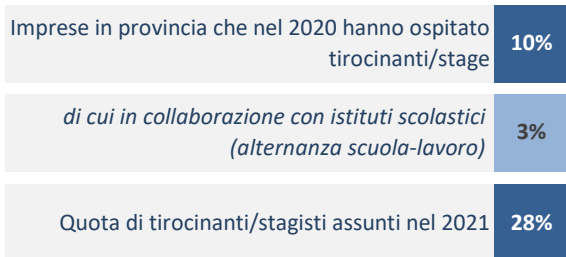 Imprese in provincia che nel 2020 hanno ospitato
tirocinanti/stage
10%
di cui in collaborazione con istituti scolastici
(alternanza scuola-lavoro)
3%
Quota di tirocinanti/stagisti assunti nel 2021
28%